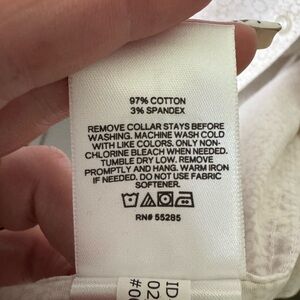 97% COTTON
3% SPANDEX
REMOVE COLLAR STAYS BEFORE
WASHING. MACHINE WASH COLD
WITH LIKE COLORS. ONLY NON-
CHLORINE BLEACH WHEN NEEDED.
TUMBLE DRY LOW. REMOVE
PROMPTLY AND HANG. WARM IRON
IF NEEDED. DO NOT USE FABRIC
SOFTENER.
RN# 55285
ID
02